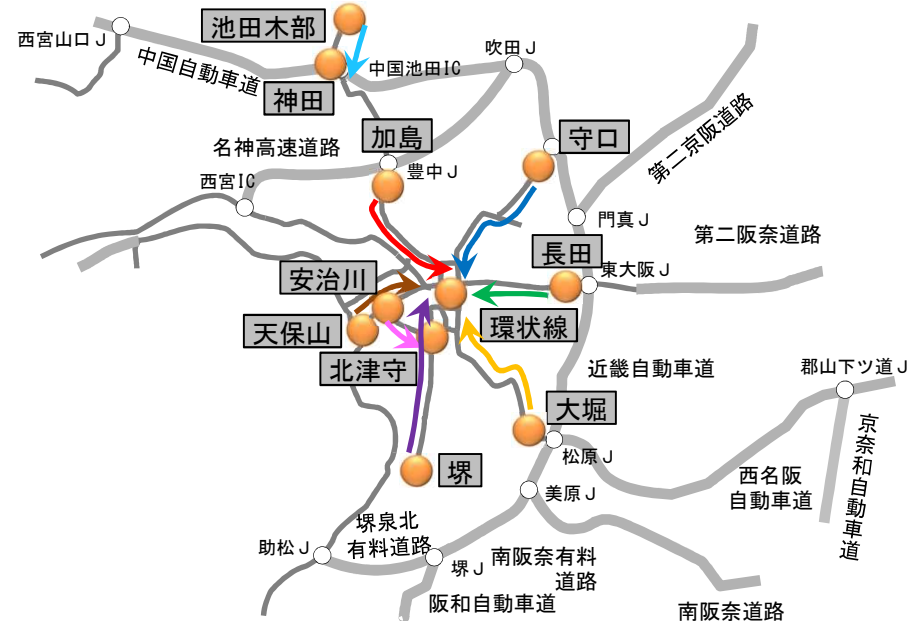 池田木部
西宮山口Ｊ
吹田Ｊ
中国自動車道
中国池田IC
神田
加島
守口
名神高速道路
豊中Ｊ
第二京阪道路
西宮IC
門真Ｊ
第二阪奈道路
長田
東大阪Ｊ
安治川
天保山
環状線
北津守
近畿自動車道
郡山下ツ道Ｊ
大堀
松原Ｊ
京奈和自動車道
堺
西名阪
自動車道
美原Ｊ
堺泉北
有料道路
助松Ｊ
堺Ｊ
南阪奈有料
道路
阪和自動車道
南阪奈道路